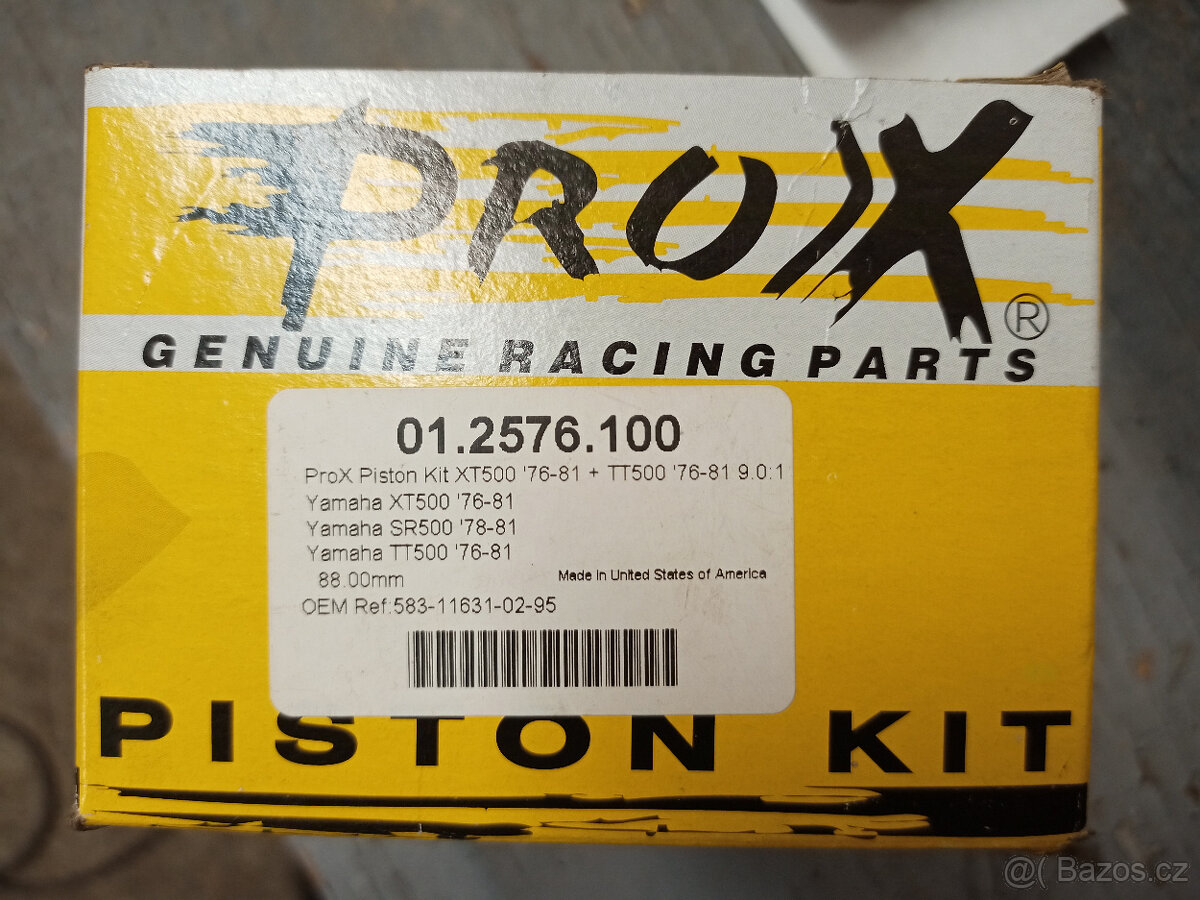 PROX ®
GENUINE RACING PARTS
01.2576.100
ProX Piston Kit XT500 '76-81 + TT500 '76-81 9.0:1
Yamaha XT500 '76-81
Yamaha SR500 '78-81
Yamaha TT500 '76-81
88.00mm
Made in United States of America
OEM Ref:583-11631-02-95
PISTON KIT
@( Bazos.cz